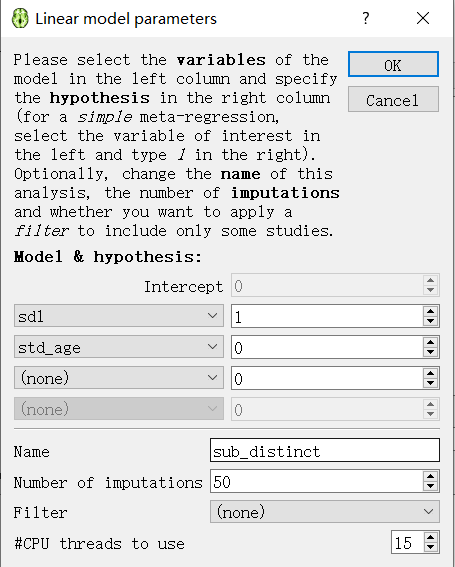 Linear model parameters
?
Please select the variables of the
model in the left column and specify
the hypothesis in the right column
(for a simple meta-regression,
select the variable of interest in
the left and type 1 in the right).
Optionally, change the name of this
analysis, the number of imputations
and whether you want to apply a
filter to include only some studies.
OK
Cancel
Model & hypothesis:
Intercept 0
sdl 1
std_age 0
(none) 0
(none) 0
Name sub_distinct
Number of imputations 50
Filter (none)
#CPU threads to use 15